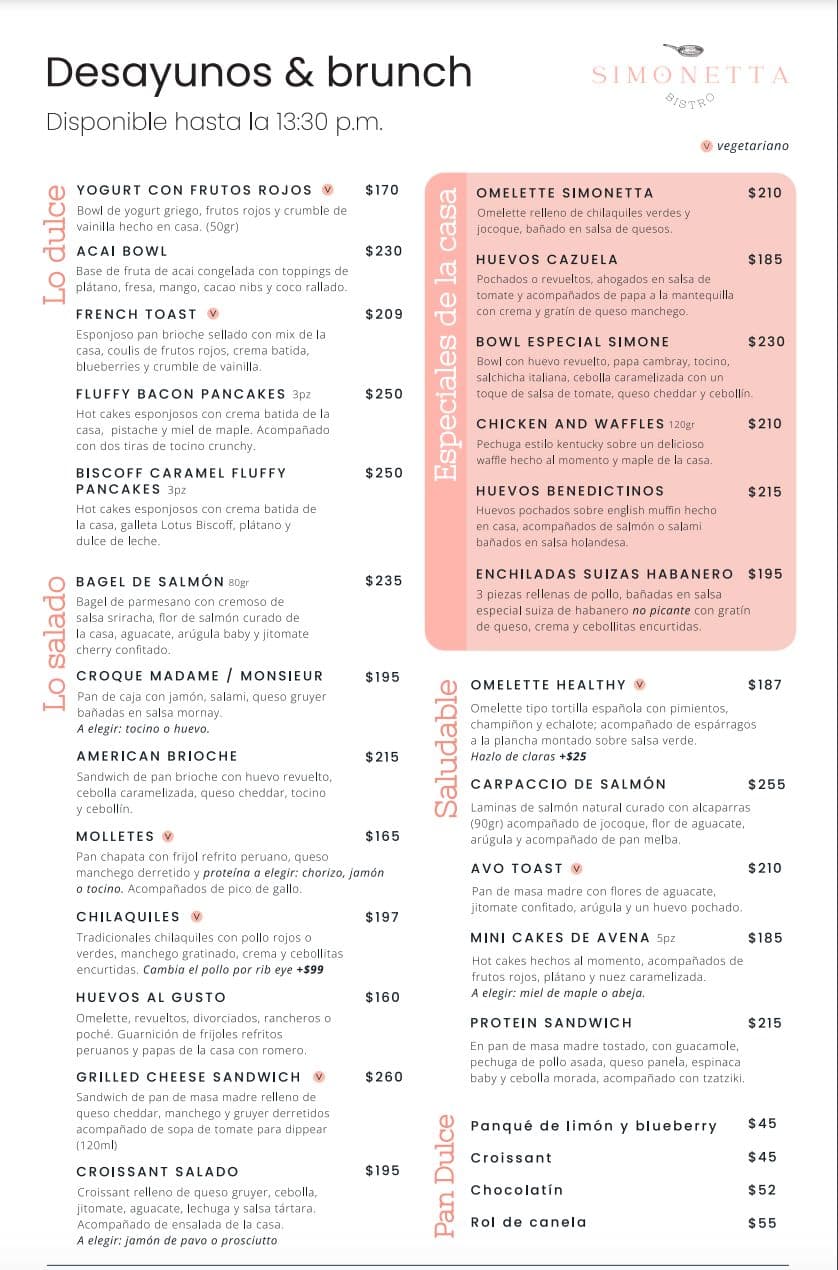 Desayunos & brunch
Disponible hasta la 13:30 p.m.
SIMONETTA
BISTRO
V vegetariano
Lo dulce
YOGURT CON FRUTOS ROJOS V $170
Bowl de yogurt griego, frutos rojos y crumble de
vainilla hecho en casa. (50gr)
ACAI BOWL $230
Base de fruta de acai congelada con toppings de
plátano, fresa, mango, cacao nibs y coco rallado.
FRENCH TOAST V $209
Esponjoso pan brioche sellado con mix de la
casa, coulis de frutos rojos, crema batida,
blueberries y crumble de vainilla.
FLUFFY BACON PANCAKES 3pz $250
Hot cakes esponjosos con crema batida de la
casa, pistache y miel de maple. Acompañado
con dos tiras de tocino crunchy.
BISCOFF CARAMEL FLUFFY $250
PANCAKES 3pz
Hot cakes esponjosos con crema batida de
la casa, galleta Lotus Biscoff, plátano y
dulce de leche.
Lo salado
BAGEL DE SALMÓN 80gr $235
Bagel de parmesano con cremoso de
salsa sriracha, flor de salmón curado de
la casa, aguacate, arúgula baby y jitomate
cherry confitado.
CROQUE MADAME / MONSIEUR $195
Pan de caja con jamón, salami, queso gruyer
bañadas en salsa mornay.
A elegir: tocino o huevo.
AMERICAN BRIOCHE $215
Sandwich de pan brioche con huevo revuelto,
cebolla caramelizada, queso cheddar, tocino
y cebollín.
MOLLETES V $165
Pan chapata con frijol refrito peruano, queso
manchego derretido y proteína a elegir: chorizo, jamón
o tocino. Acompañados de pico de gallo.
CHILAQUILES V $197
Tradicionales chilaquiles con pollo rojos o
verdes, manchego gratinado, crema y cebollitas
encurtidas. Cambia el pollo por rib eye +$99
HUEVOS AL GUSTO $160
Omelette, revueltos, divorciados, rancheros o
poché. Guarnición de frijoles refritos
peruanos y papas de la casa con romero.
GRILLED CHEESE SANDWICH V $260
Sandwich de pan de masa madre relleno de
queso cheddar, manchego y gruyer derretidos
acompañado de sopa de tomate para dippear
(120ml)
CROISSANT SALADO $195
Croissant relleno de queso gruyer, cebolla,
jitomate, aguacate, lechuga y salsa tártara.
Acompañado de ensalada de la casa.
A elegir: jamón de pavo o prosciutto
Especiales de la casa
OMELETTE SIMONETTA $210
Omelette relleno de chilaquiles verdes y
jocoque, bañado en salsa de quesos.
HUEVOS CAZUELA $185
Pochados o revueltos, ahogados en salsa de
tomate y acompañados de papa a la mantequilla
con crema y gratín de queso manchego.
BOWL ESPECIAL SIMONE $230
Bowl con huevo revuelto, papa cambray, tocino,
salchicha italiana, cebolla caramelizada con un
toque de salsa de tomate, queso cheddar y cebollín.
CHICKEN AND WAFFLES 120gr $210
Pechuga estilo kentucky sobre un delicioso
waffle hecho al momento y maple de la casa.
HUEVOS BENEDICTINOS $215
Huevos pochados sobre english muffin hecho
en casa, acompañados de salmón o salami
bañados en salsa holandesa.
ENCHILADAS SUIZAS HABANERO $195
3 piezas rellenas de pollo, bañadas en salsa
especial suiza de habanero no picante con gratín
de queso, crema y cebollitas encurtidas.
Saludable
OMELETTE HEALTHY V $187
Omelette tipo tortilla española con pimientos,
champiñon y echalote; acompañado de espárragos
a la plancha montado sobre salsa verde.
Hazlo de claras +$25
CARPACCIO DE SALMÓN $255
Laminas de salmón natural curado con alcaparras
(90gr) acompañado de jocoque, flor de aguacate,
arúgula y acompañado de pan melba.
AVO TOAST V $210
Pan de masa madre con flores de aguacate,
jitomate confitado, arúgula y un huevo pochado.
MINI CAKES DE AVENA 5pz $185
Hot cakes hechos al momento, acompañados de
frutos rojos, plátano y nuez caramelizada.
A elegir: miel de maple o abeja.
PROTEIN SANDWICH $215
En pan de masa madre tostado, con guacamole,
pechuga de pollo asada, queso panela, espinaca
baby y cebolla morada, acompañado con tzatziki.
Pan Dulce
Panqué de limón y blueberry $45
Croissant $45
Chocolatín $52
Rol de canela $55